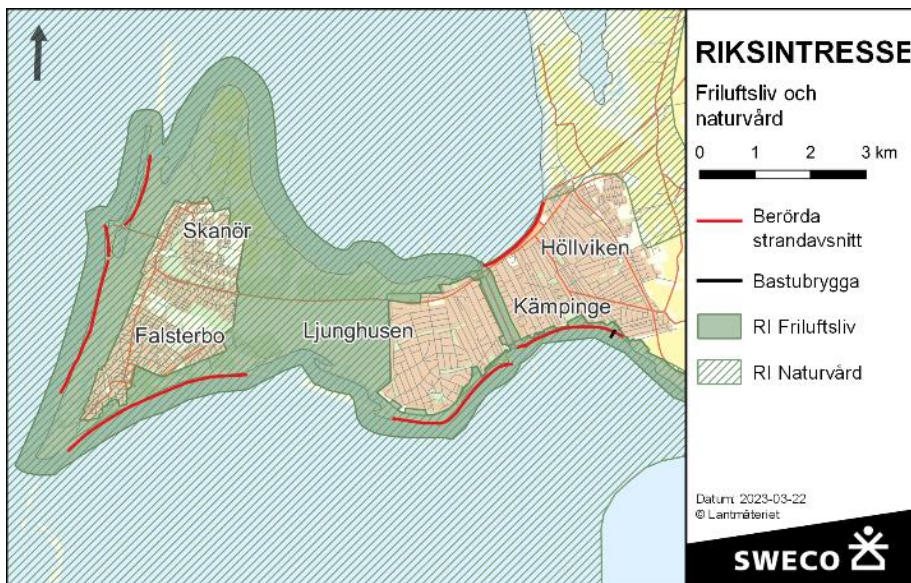 RIKSINTRESSE
Friluftsliv och
naturvård
0 1 2 3 km
Berörda
strandavsnitt
Bastubrygga
RI Friluftsliv
RI Naturvård
Datum: 2023-03-22
© Lantmäteriet
SWECO
Skanör
Höllviken
Kämpinge
Ljunghusen
Falsterbo